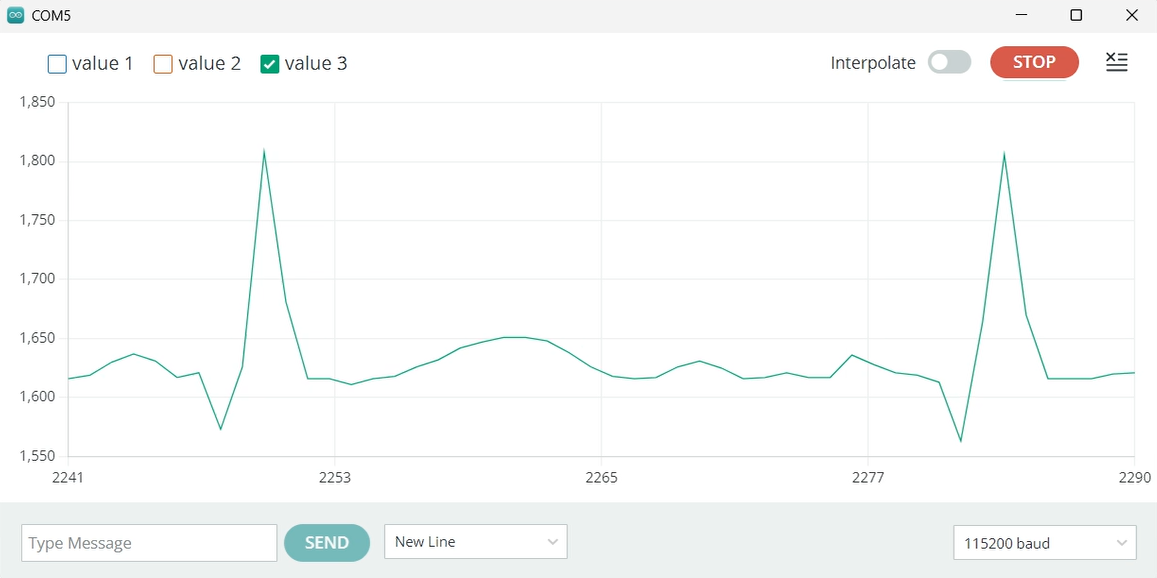 COM5
value 1 value 2 value 3 Interpolate STOP
1,850
1,800
1,750
1,700
1,650
1,600
1,550
2241 2253 2265 2277 2290
Type Message SEND New Line 115200 baud